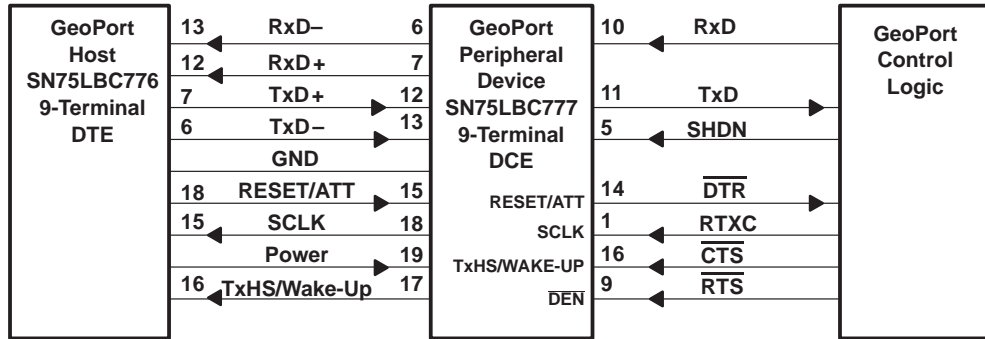 GeoPort
Host
SN75LBC776
9-Terminal
DTE
13 RxD– 6
12 RxD+ 7
7 TxD+ 12
6 TxD– 13
GND
18 RESET/ATT 15
15 SCLK 18
Power 19
16 TxHS/Wake-Up 17
GeoPort
Peripheral
Device
SN75LBC777
9-Terminal
DCE
RESET/ATT
SCLK
TxHS/WAKE-UP
DEN
10 RxD
11 TxD
5 SHDN
14 DTR
1 RTXC
16 CTS
9 RTS
GeoPort
Control
Logic